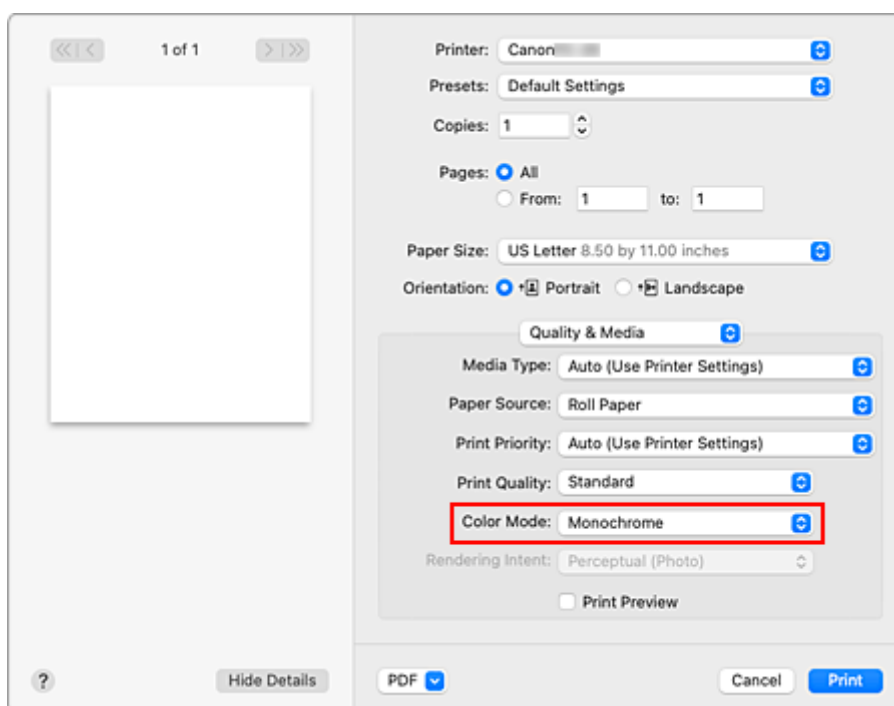 1 of 1
Printer: Canon
Presets: Default Settings
Copies: 1
Pages: All
From: 1 to: 1
Paper Size: US Letter 8.50 by 11.00 inches
Orientation: Portrait Landscape
Quality & Media
Media Type: Auto (Use Printer Settings)
Paper Source: Roll Paper
Print Priority: Auto (Use Printer Settings)
Print Quality: Standard
Color Mode: Monochrome
Rendering Intent: Perceptual (Photo)
Print Preview
? Hide Details PDF Cancel Print